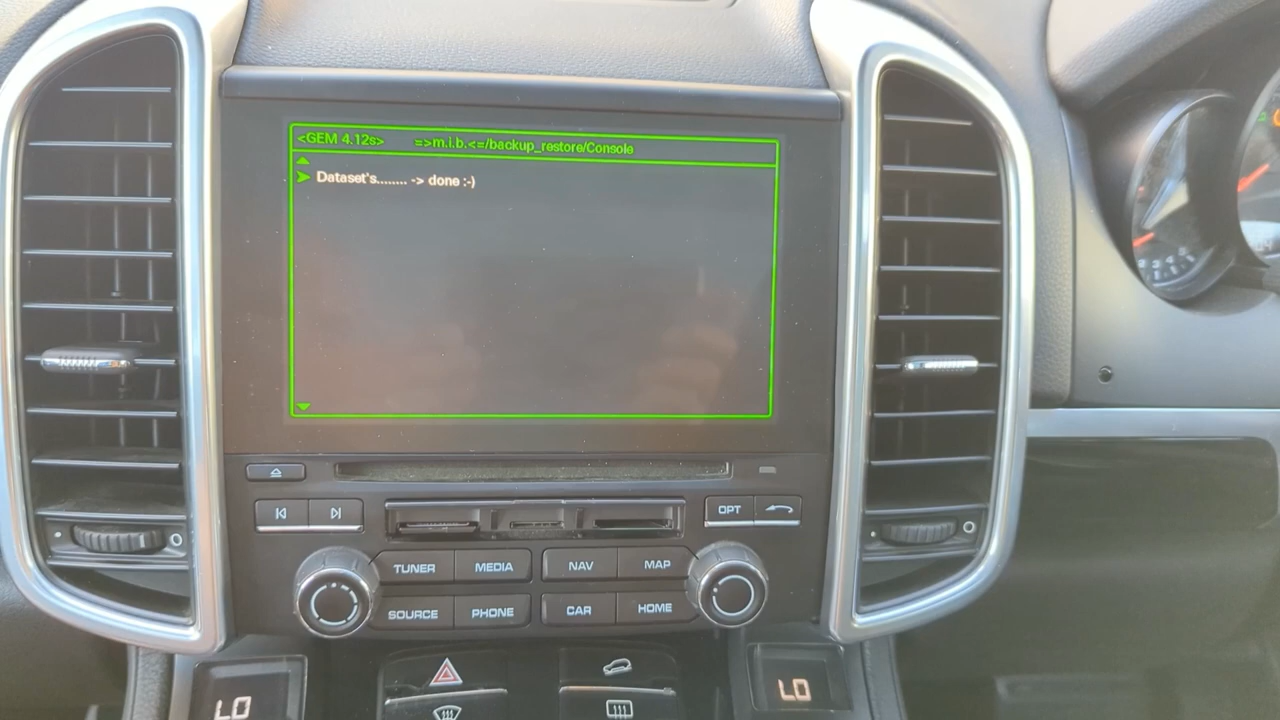 <GEM 4.12s> =>m.i.b.<=/backup_restore/Console
Dataset's........ -> done :-)
OPT
TUNER MEDIA NAV MAP
SOURCE PHONE CAR HOME
LO LO